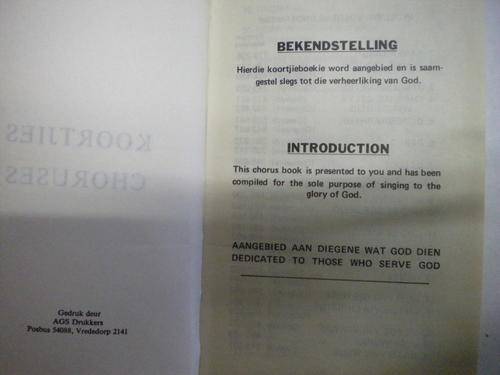 KOORTJIES
CHORUSES
Gedruk deur
AGS Drukkers
Posbus 54088, Vrededorp 2141
BEKENDSTELLING
Hierdie koortjieboekie word aangebied en is saam-
gestel slegs tot die verheerliking van God.
INTRODUCTION
This chorus book is presented to you and has been
compiled for the sole purpose of singing to the
glory of God.
AANGEBIED AAN DIEGENE WAT GOD DIEN
DEDICATED TO THOSE WHO SERVE GOD